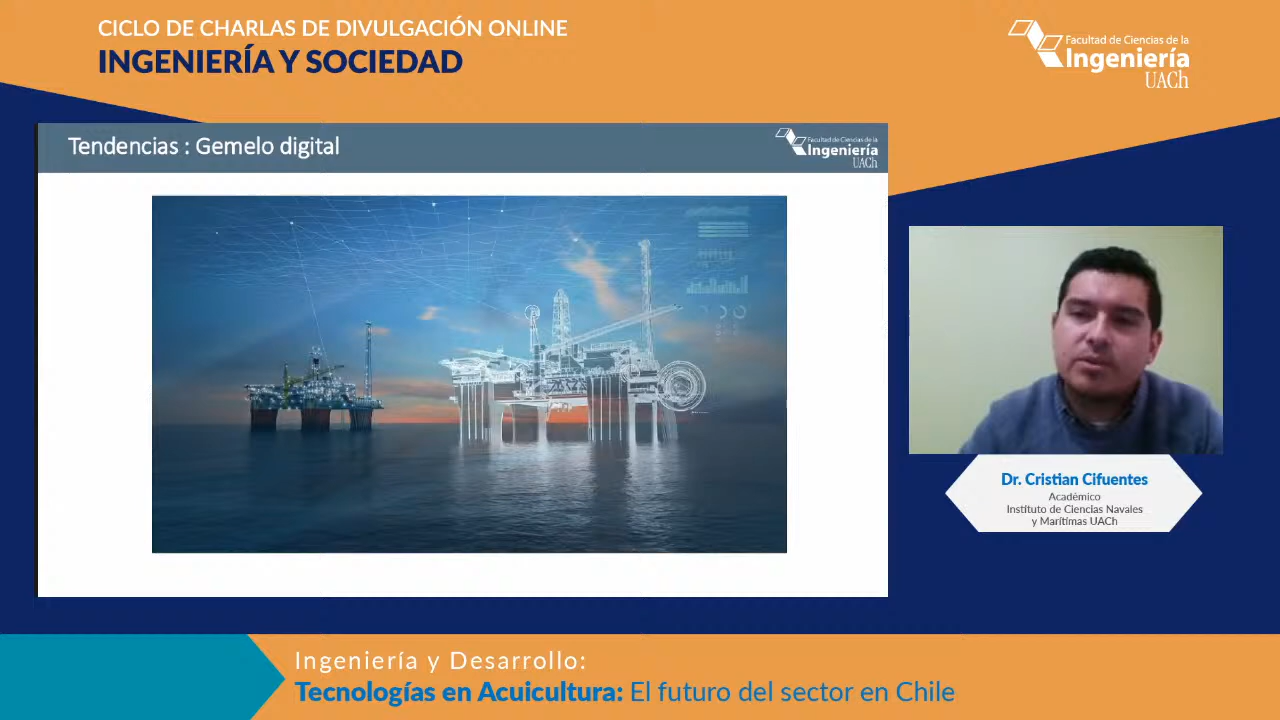 CICLO DE CHARLAS DE DIVULGACIÓN ONLINE
INGENIERÍA Y SOCIEDAD
Facultad de Ciencias de la
Ingeniería
UACh
Tendencias : Gemelo digital
Facultad de Ciencias de la
Ingeniería
UACh
Dr. Cristian Cifuentes
Académico
Instituto de Ciencias Navales
y Marítimas UACh
Ingeniería y Desarrollo:
Tecnologías en Acuicultura: El futuro del sector en Chile